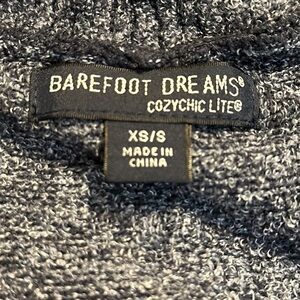 BAREFOOT DREAMS®
COZYCHIC LITE®
XS/S
MADE IN
CHINA